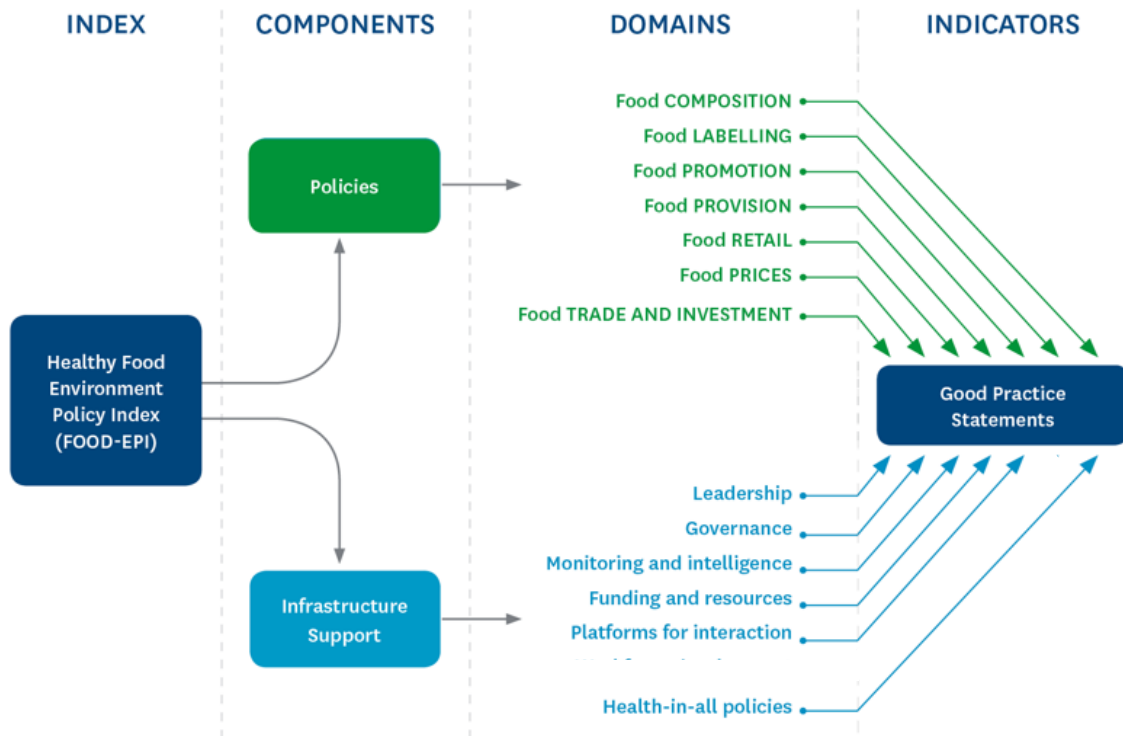 INDEX
COMPONENTS
DOMAINS
INDICATORS
Food COMPOSITION
Food LABELLING
Food PROMOTION
Food PROVISION
Food RETAIL
Food PRICES
Food TRADE AND INVESTMENT
Policies
Healthy Food
Environment
Policy Index
(FOOD-EPI)
Good Practice
Statements
Infrastructure
Support
Leadership
Governance
Monitoring and intelligence
Funding and resources
Platforms for interaction
Health-in-all policies